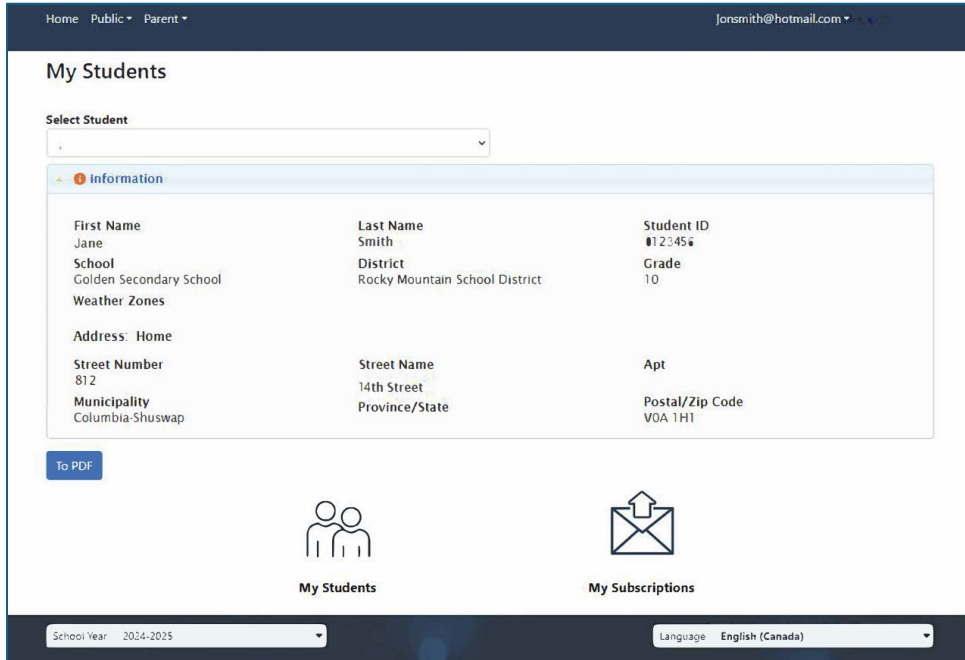 Home Public Parent Jonsmith@hotmail.com
My Students
Select Student
,
Information
First Name Last Name Student ID
Jane Smith 0123456
School District Grade
Golden Secondary School Rocky Mountain School District 10
Weather Zones
Address: Home
Street Number Street Name Apt
812 14th Street
Municipality Province/State Postal/Zip Code
Columbia-Shuswap V0A 1H1
To PDF
My Students My Subscriptions
School Year 2024-2025 Language English (Canada)